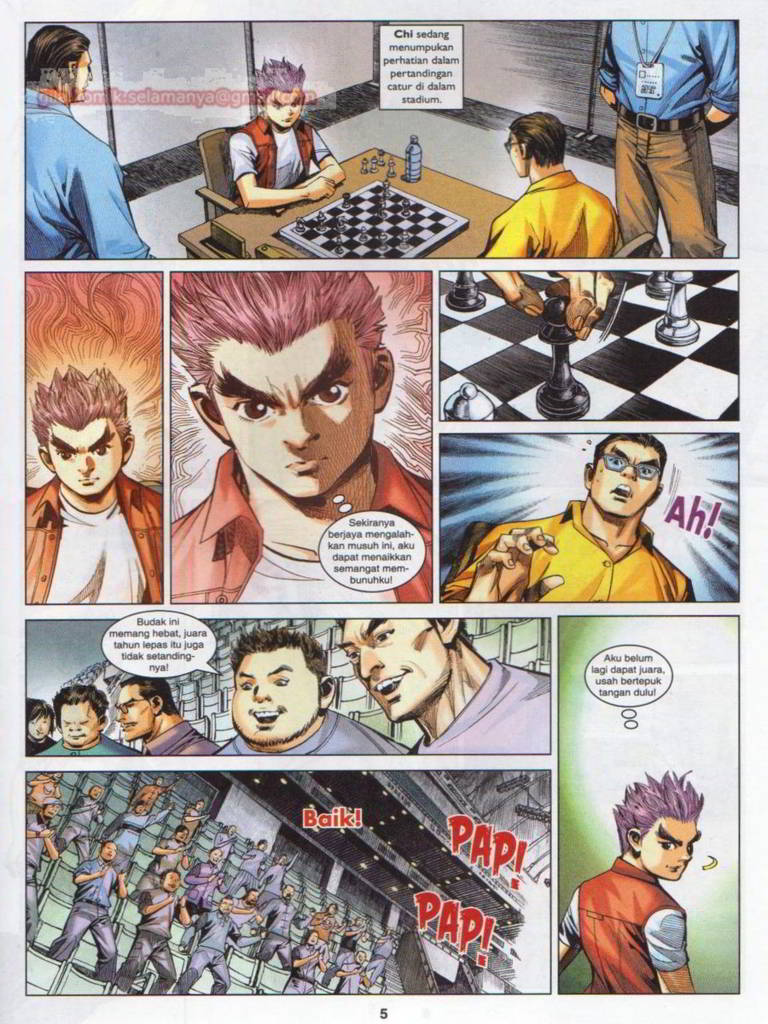 Chi sedang
menumpukan
perhatian dalam
pertandingan
catur di dalam
stadium.
Sekiranya
berjaya mengalah-
kan musuh ini, aku
dapat menaikkan
semangat mem-
bunuhku!
Ah!
Budak ini
memang hebat, juara
tahun lepas itu juga
tidak setanding-
nya!
Aku belum
lagi dapat juara,
usah bertepuk
tangan dulu!
Baik!
PAP!
PAP!
5